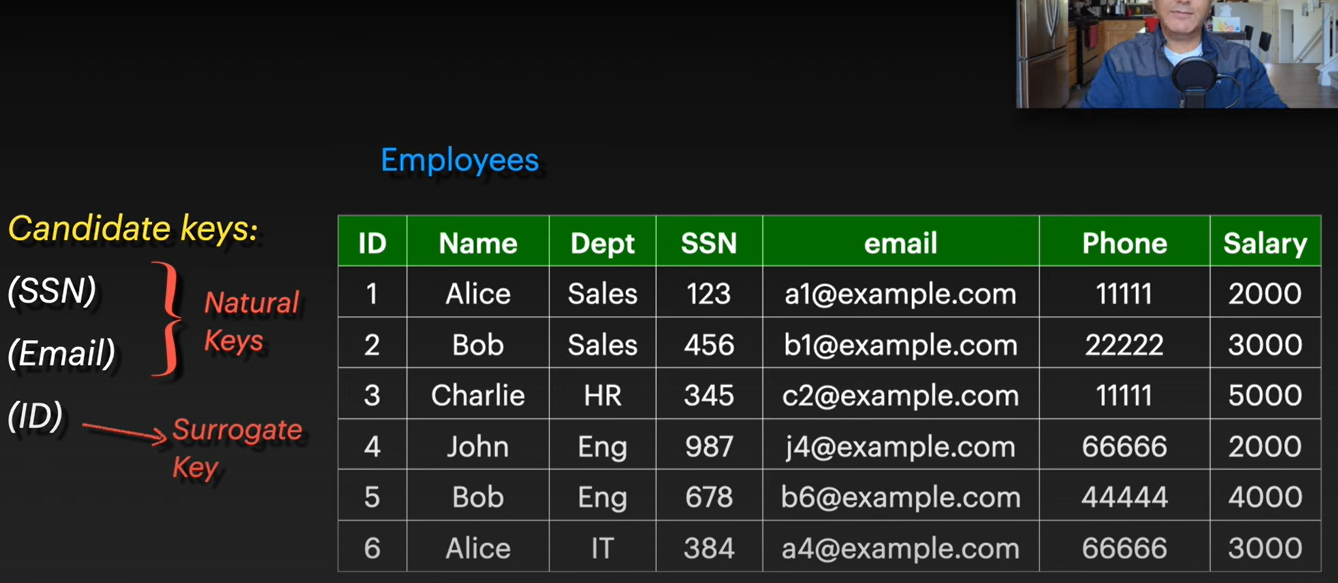 Employees
Candidate keys:
(SSN)
(Email)
(ID)
Natural
Keys
Surrogate
Key
ID Name Dept SSN email Phone Salary
1 Alice Sales 123 a1@example.com 11111 2000
2 Bob Sales 456 b1@example.com 22222 3000
3 Charlie HR 345 c2@example.com 11111 5000
4 John Eng 987 j4@example.com 66666 2000
5 Bob Eng 678 b6@example.com 44444 4000
6 Alice IT 384 a4@example.com 66666 3000